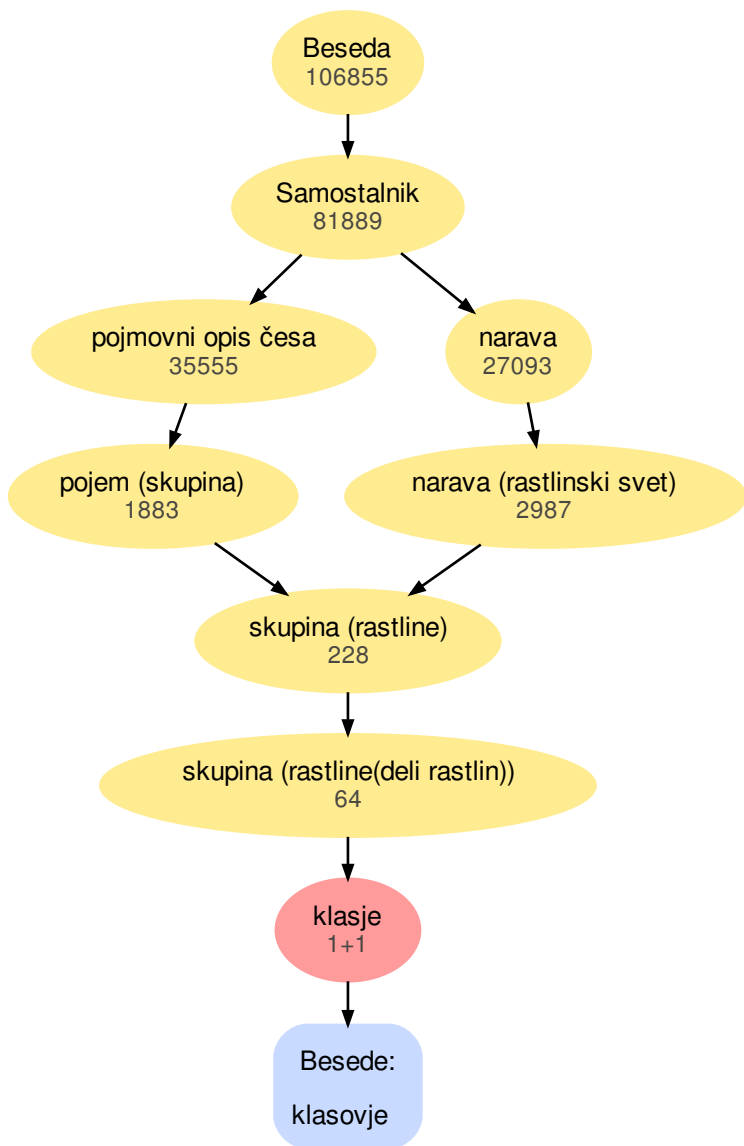 Beseda
106855
Samostalnik
81889
pojmovni opis česa
35555
narava
27093
pojem (skupina)
1883
narava (rastlinski svet)
2987
skupina (rastline)
228
skupina (rastline(deli rastlin))
64
klasje
1+1
Besede:
klasovje